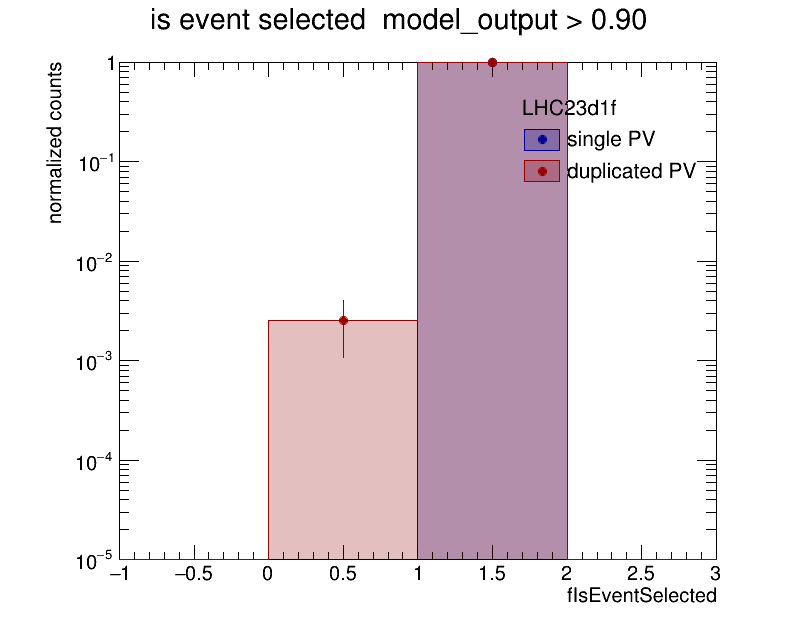 is event selected  model_output > 0.90
normalized counts
1
10−1
10−2
10−3
10−4
10−5
LHC23d1f
single PV
duplicated PV
−1 −0.5 0 0.5 1 1.5 2 2.5 3
fIsEventSelected